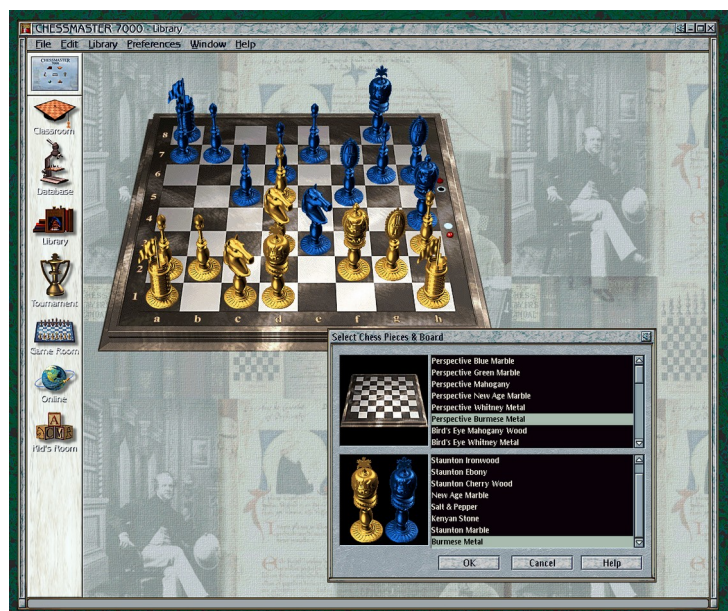 CHESSMASTER 7000 - Library
File Edit Library Preferences Window Help
CHESSMASTER
7000
Classroom
Database
Library
Tournament
Game Room
Online
Kid's Room
8
7
6
5
4
2
1
a b c d e f g h
Select Chess Pieces & Board
Perspective Blue Marble
Perspective Green Marble
Perspective Mahogany
Perspective New Age Marble
Perspective Whitney Metal
Perspective Burmese Metal
Bird's Eye Mahogany Wood
Bird's Eye Whitney Metal
Staunton Ironwood
Staunton Ebony
Staunton Cherry Wood
New Age Marble
Salt & Pepper
Kenyan Stone
Staunton Marble
Burmese Metal
OK Cancel Help